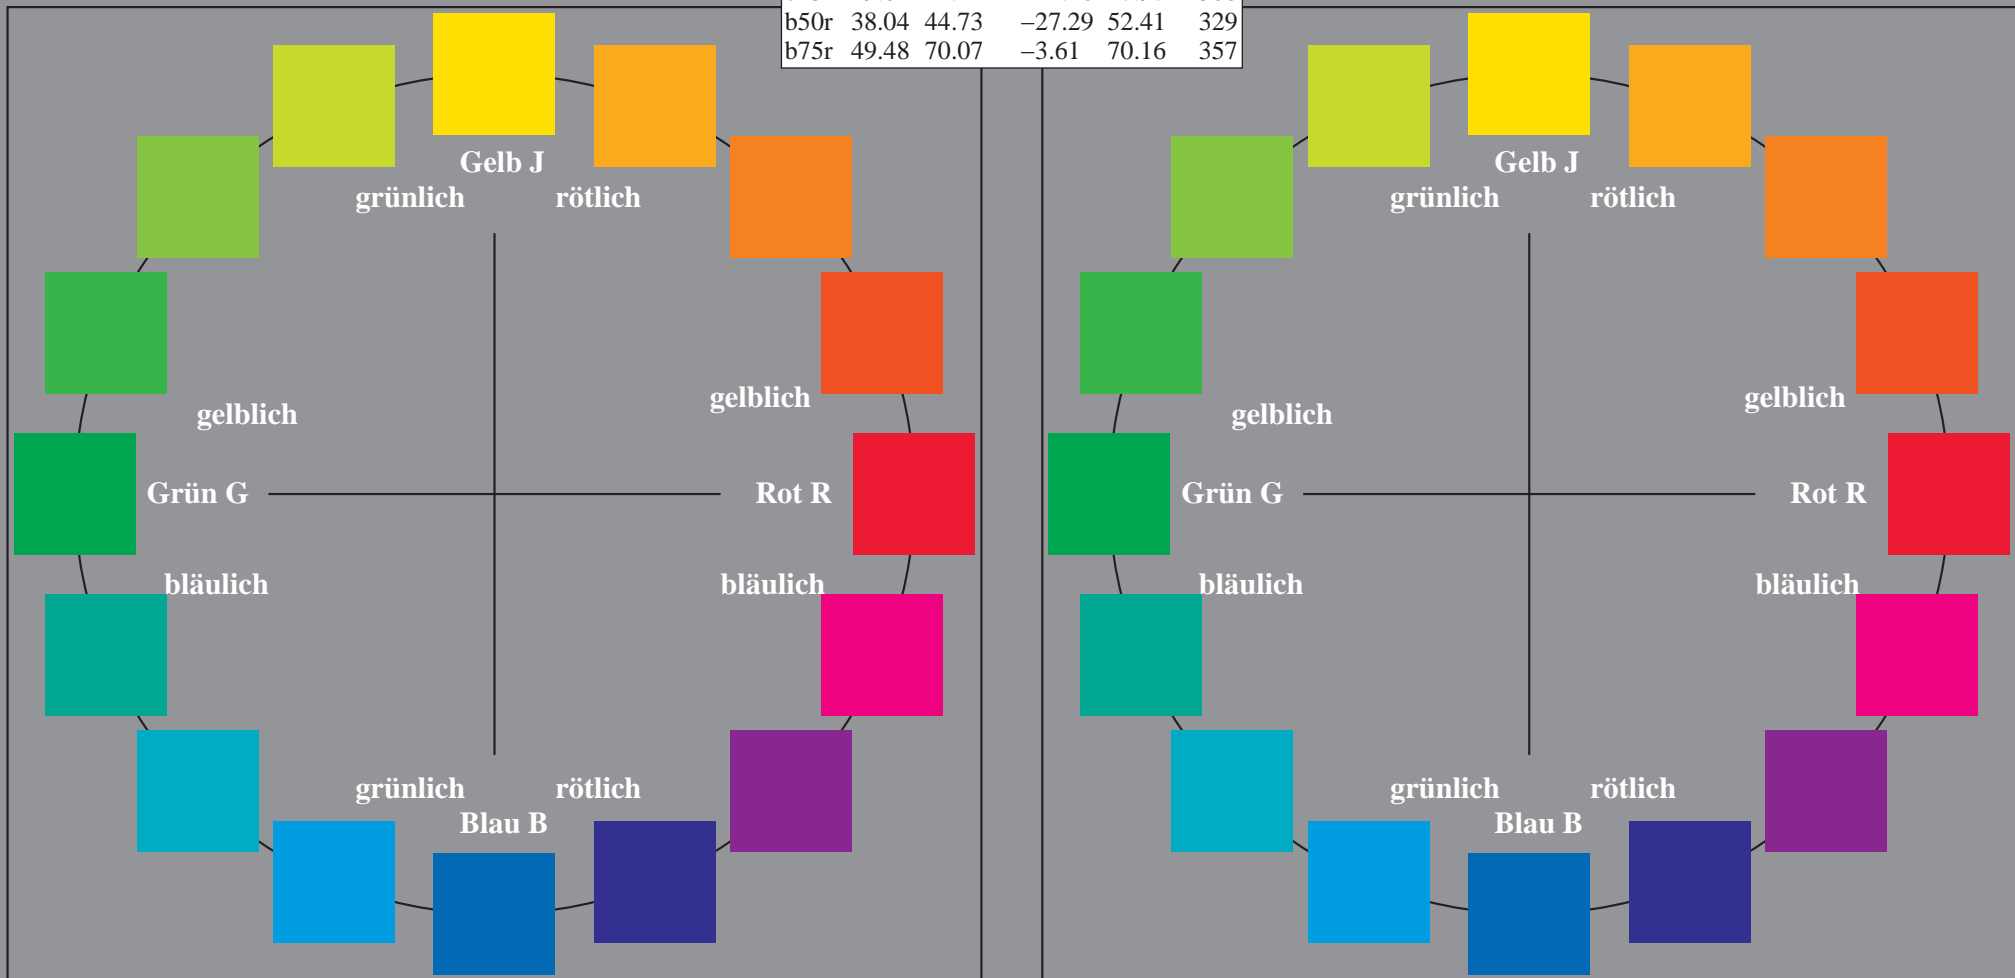 b50r 38.04 44.73 −27.29 52.41 329
b75r 49.48 70.07 −3.61 70.16 357
Gelb J
grünlich rötlich
gelblich
gelblich
Grün G Rot R
bläulich bläulich
grünlich rötlich
Blau B
Gelb J
grünlich rötlich
gelblich
gelblich
Grün G Rot R
bläulich bläulich
grünlich rötlich
Blau B